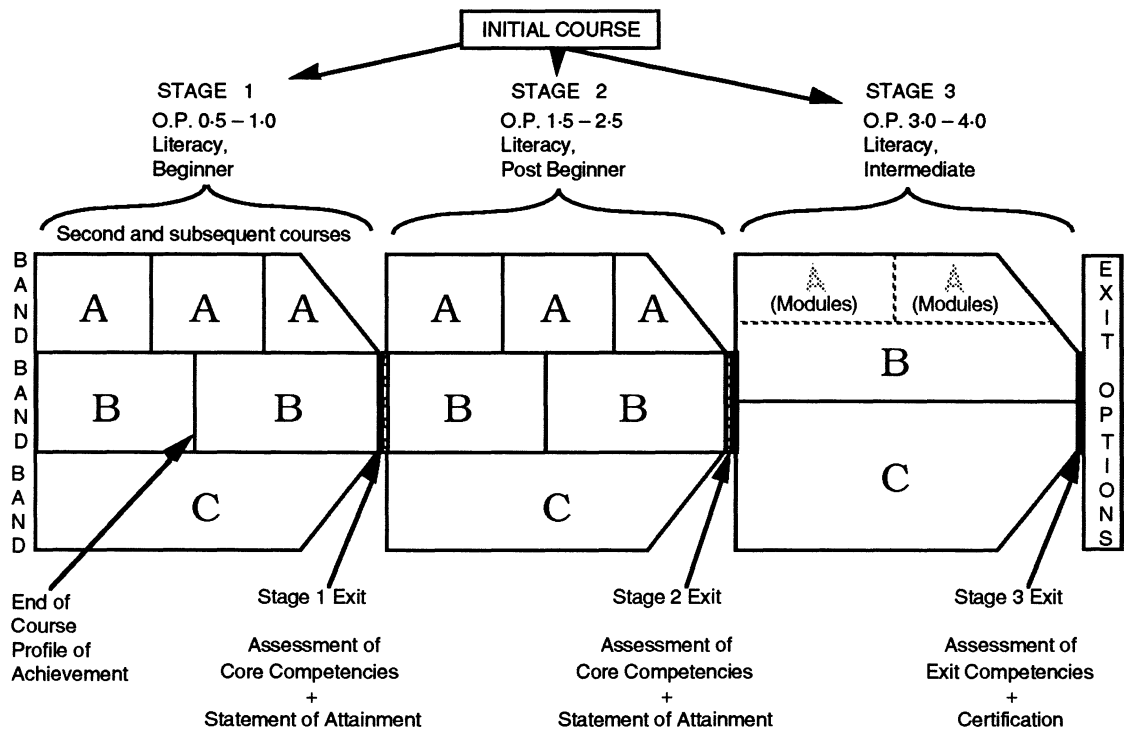 INITIAL COURSE
STAGE 1
O.P. 0·5 – 1·0
Literacy,
Beginner
STAGE 2
O.P. 1·5 – 2·5
Literacy,
Post Beginner
STAGE 3
O.P. 3·0 – 4·0
Literacy,
Intermediate
Second and subsequent courses
BAND
A
A
A
A
A
A
A
(Modules)
A
(Modules)
BAND
B
B
B
B
B
BAND
C
C
C
EXIT OPTIONS
End of
Course
Profile of
Achievement
Stage 1 Exit
Assessment of
Core Competencies
+
Statement of Attainment
Stage 2 Exit
Assessment of
Core Competencies
+
Statement of Attainment
Stage 3 Exit
Assessment of
Exit Competencies
+
Certification